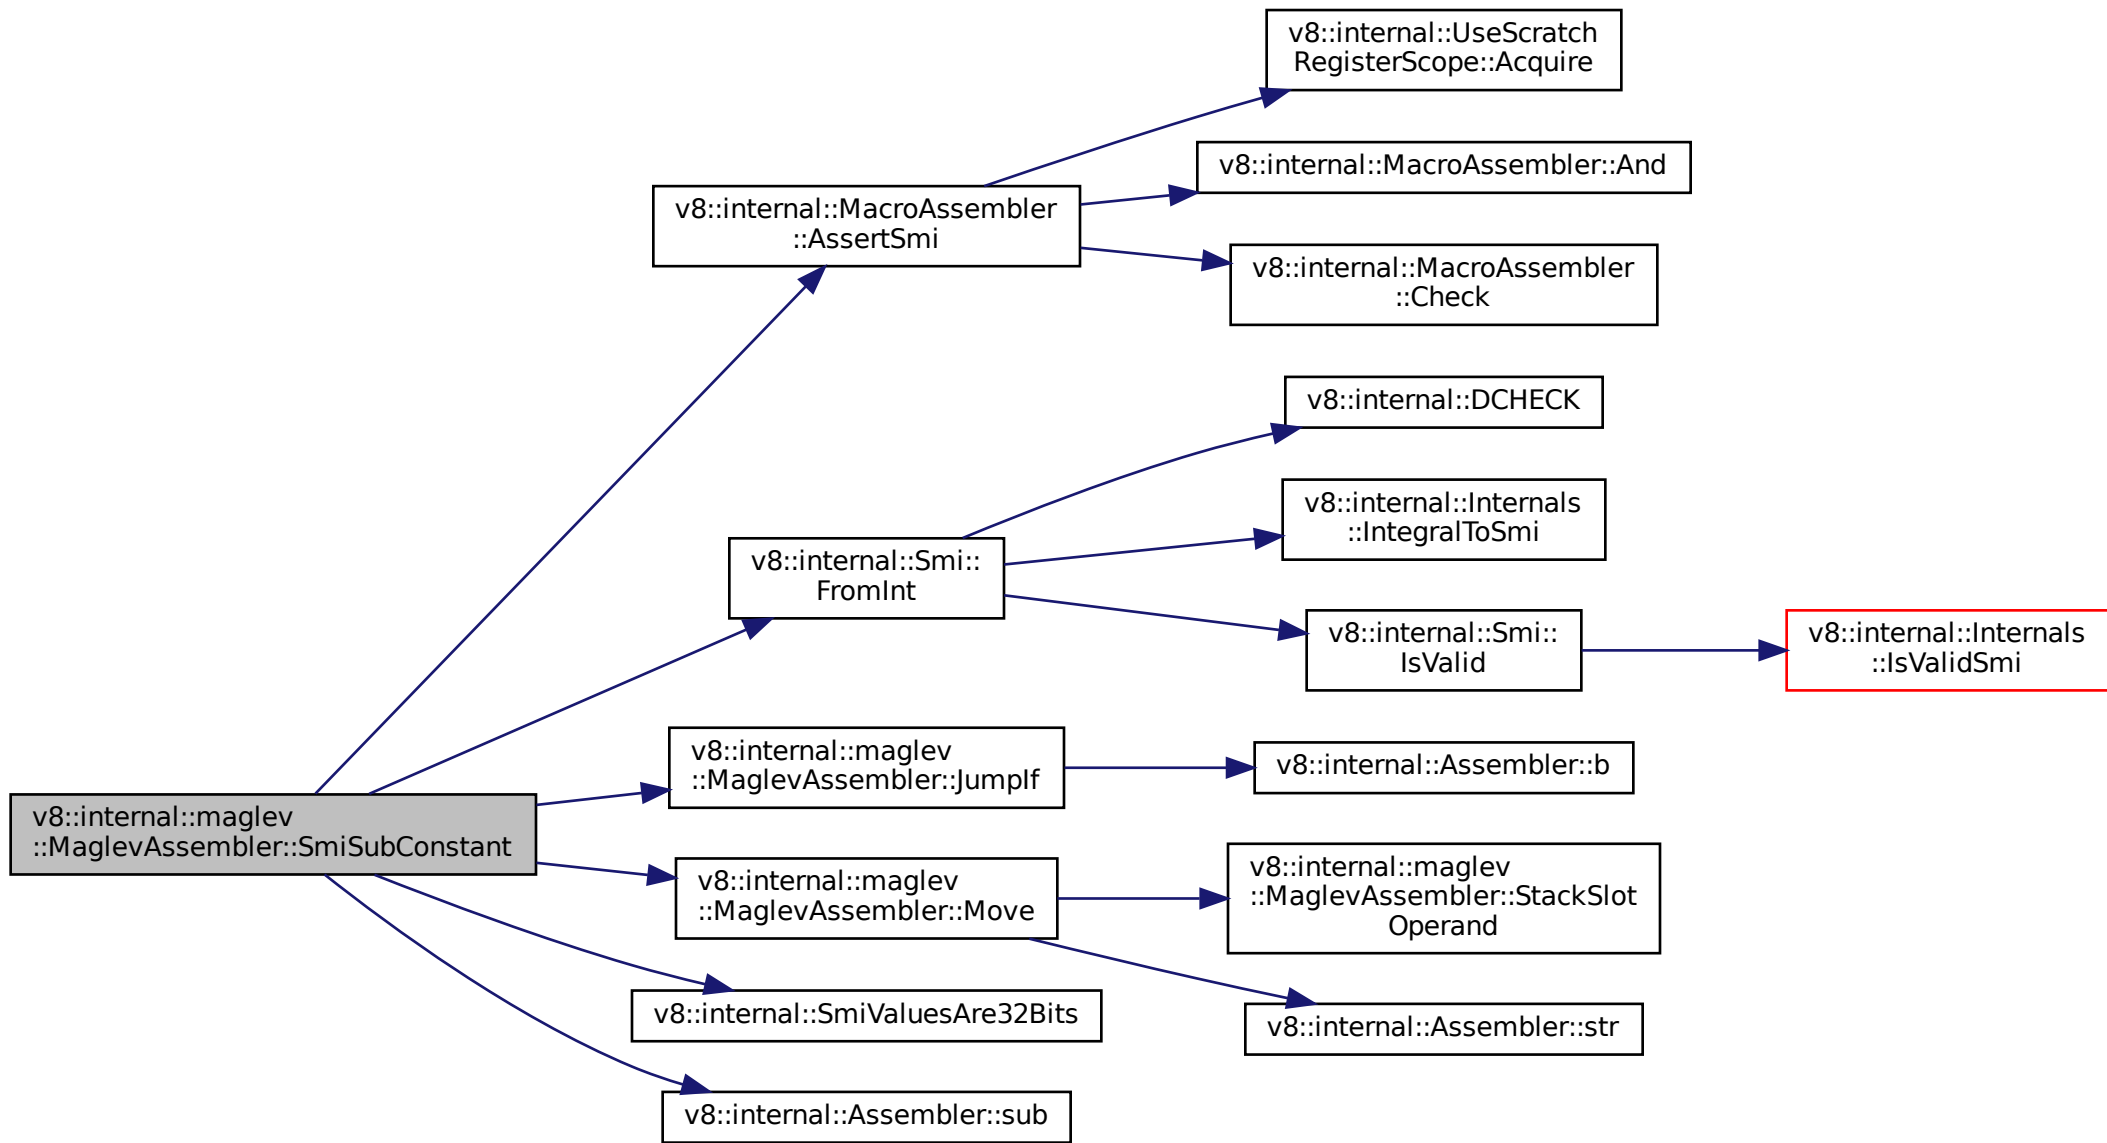 v8::internal::UseScratch
RegisterScope::Acquire
v8::internal::MacroAssembler::And
v8::internal::MacroAssembler
::AssertSmi
v8::internal::MacroAssembler
::Check
v8::internal::DCHECK
v8::internal::Internals
::IntegralToSmi
v8::internal::Smi::
FromInt
v8::internal::Smi::
IsValid
v8::internal::Internals
::IsValidSmi
v8::internal::maglev
::MaglevAssembler::JumpIf
v8::internal::Assembler::b
v8::internal::maglev
::MaglevAssembler::SmiSubConstant
v8::internal::maglev
::MaglevAssembler::Move
v8::internal::maglev
::MaglevAssembler::StackSlot
Operand
v8::internal::SmiValuesAre32Bits
v8::internal::Assembler::str
v8::internal::Assembler::sub